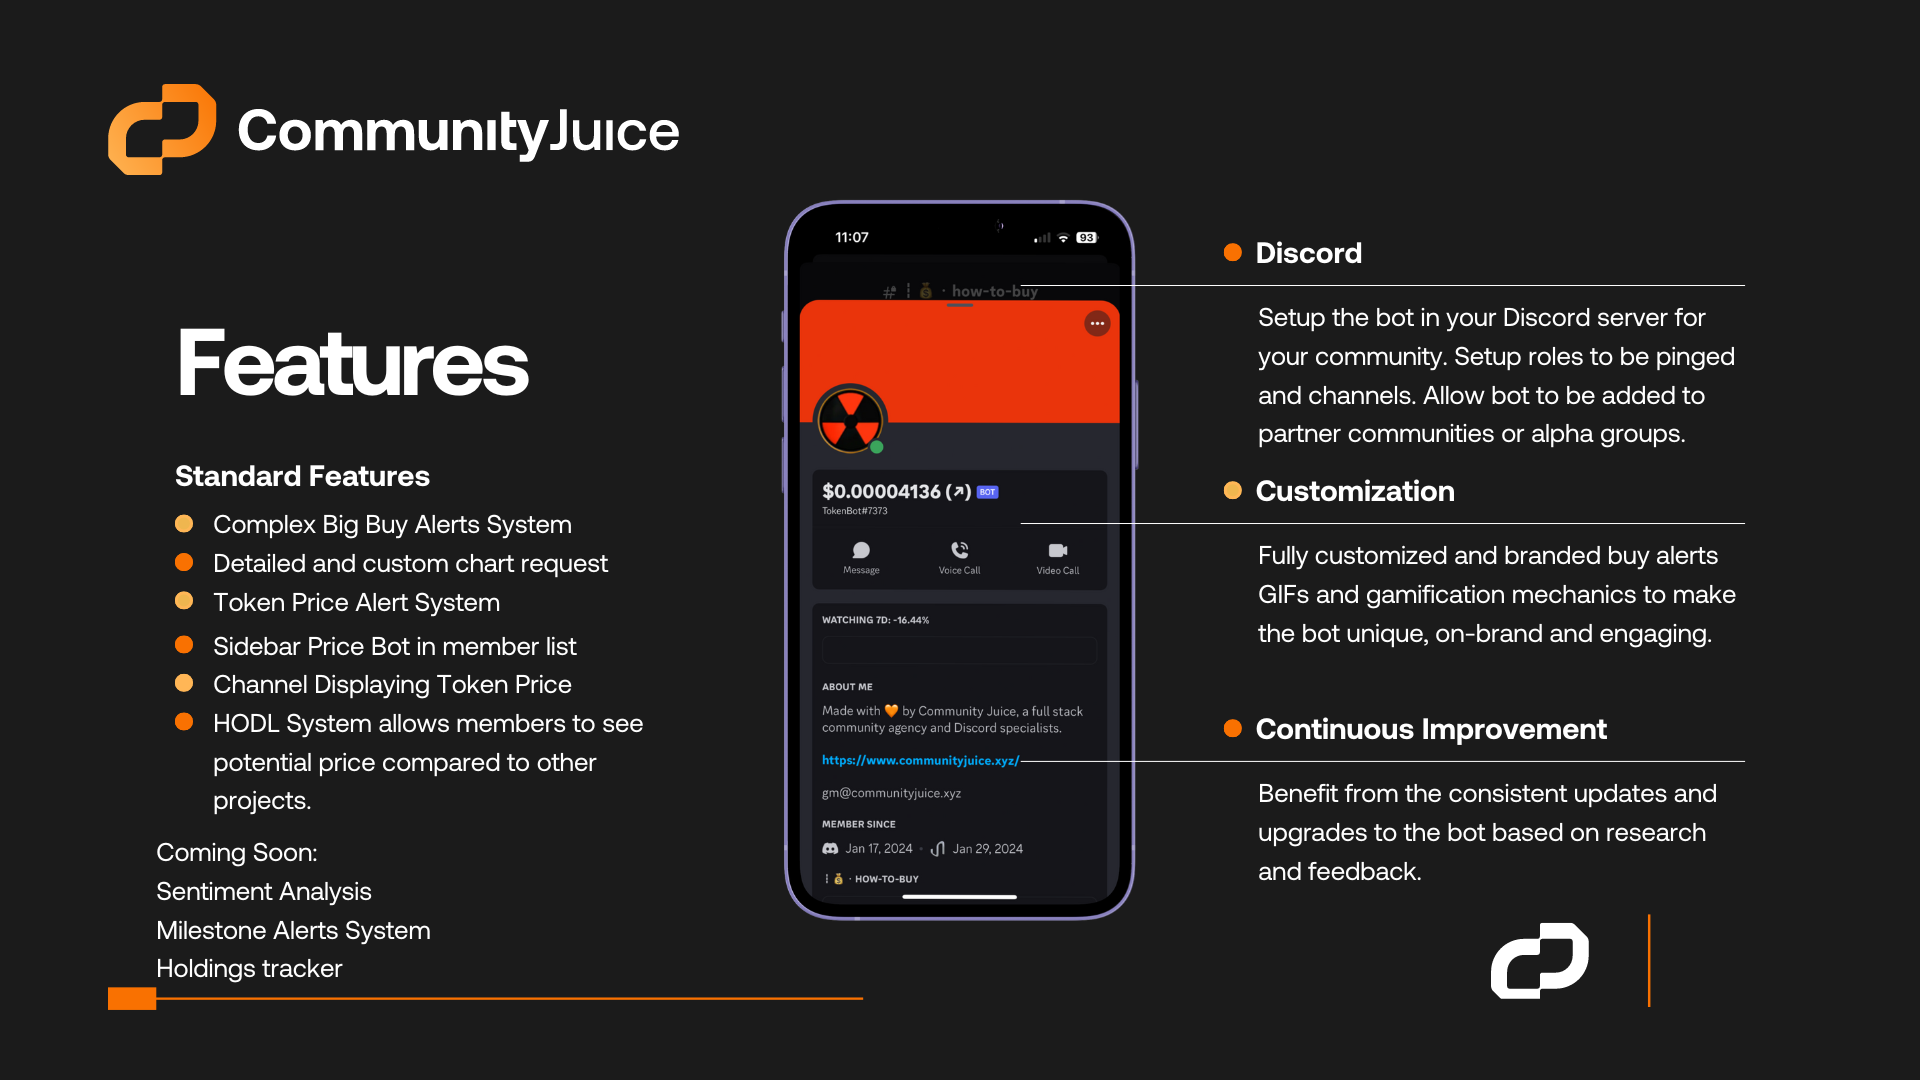 CommunityJuice
Features
Standard Features
Complex Big Buy Alerts System
Detailed and custom chart request
Token Price Alert System
Sidebar Price Bot in member list
Channel Displaying Token Price
HODL System allows members to see
potential price compared to other
projects.
Coming Soon:
Sentiment Analysis
Milestone Alerts System
Holdings tracker
11:07
93
# ¦ 💰 · how-to-buy
$0.00004136 (↗) BOT
TokenBot#7373
Message Voice Call Video Call
WATCHING 7D: -16.44%
ABOUT ME
Made with 🧡 by Community Juice, a full stack
community agency and Discord specialists.
https://www.communityjuice.xyz/
gm@communityjuice.xyz
MEMBER SINCE
Jan 17, 2024 · Jan 29, 2024
¦ 💰 · HOW-TO-BUY
Discord
Setup the bot in your Discord server for
your community. Setup roles to be pinged
and channels. Allow bot to be added to
partner communities or alpha groups.
Customization
Fully customized and branded buy alerts
GIFs and gamification mechanics to make
the bot unique, on-brand and engaging.
Continuous Improvement
Benefit from the consistent updates and
upgrades to the bot based on research
and feedback.